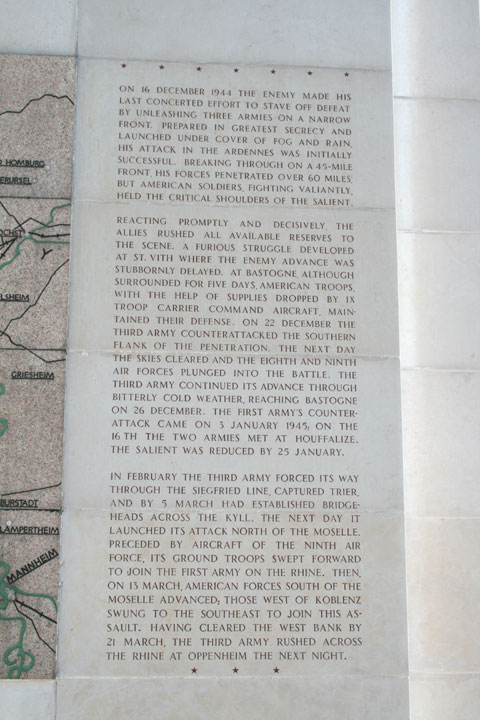 ON 16 DECEMBER 1944 THE ENEMY MADE HIS
LAST CONCERTED EFFORT TO STAVE OFF DEFEAT
BY UNLEASHING THREE ARMIES ON A NARROW
FRONT. PREPARED IN GREATEST SECRECY AND
LAUNCHED UNDER COVER OF FOG AND RAIN,
HIS ATTACK IN THE ARDENNES WAS INITIALLY
SUCCESSFUL. BREAKING THROUGH ON A 45-MILE
FRONT, HIS FORCES PENETRATED OVER 60 MILES,
BUT AMERICAN SOLDIERS, FIGHTING VALIANTLY,
HELD THE CRITICAL SHOULDERS OF THE SALIENT.
REACTING PROMPTLY AND DECISIVELY, THE
ALLIES RUSHED ALL AVAILABLE RESERVES TO
THE SCENE. A FURIOUS STRUGGLE DEVELOPED
AT ST. VITH WHERE THE ENEMY ADVANCE WAS
STUBBORNLY DELAYED. AT BASTOGNE, ALTHOUGH
SURROUNDED FOR FIVE DAYS, AMERICAN TROOPS,
WITH THE HELP OF SUPPLIES DROPPED BY IX
TROOP CARRIER COMMAND AIRCRAFT, MAIN-
TAINED THEIR DEFENSE. ON 22 DECEMBER THE
THIRD ARMY COUNTERATTACKED THE SOUTHERN
FLANK OF THE PENETRATION. THE NEXT DAY
THE SKIES CLEARED AND THE EIGHTH AND NINTH
AIR FORCES PLUNGED INTO THE BATTLE. THE
THIRD ARMY CONTINUED ITS ADVANCE THROUGH
BITTERLY COLD WEATHER, REACHING BASTOGNE
ON 26 DECEMBER. THE FIRST ARMY'S COUNTER-
ATTACK CAME ON 3 JANUARY 1945; ON THE
16TH THE TWO ARMIES MET AT HOUFFALIZE.
THE SALIENT WAS REDUCED BY 25 JANUARY.
IN FEBRUARY THE THIRD ARMY FORCED ITS WAY
THROUGH THE SIEGFRIED LINE, CAPTURED TRIER,
AND BY 5 MARCH HAD ESTABLISHED BRIDGE-
HEADS ACROSS THE KYLL. THE NEXT DAY IT
LAUNCHED ITS ATTACK NORTH OF THE MOSELLE.
PRECEDED BY AIRCRAFT OF THE NINTH AIR
FORCE, ITS GROUND TROOPS SWEPT FORWARD
TO JOIN THE FIRST ARMY ON THE RHINE. THEN,
ON 13 MARCH, AMERICAN FORCES SOUTH OF THE
MOSELLE ADVANCED; THOSE WEST OF KOBLENZ
SWUNG TO THE SOUTHEAST TO JOIN THIS AS-
SAULT. HAVING CLEARED THE WEST BANK BY
21 MARCH, THE THIRD ARMY RUSHED ACROSS
THE RHINE AT OPPENHEIM THE NEXT NIGHT.
D HOMBURG
ERURSEL
OCHST
LSHEIM
GRIESHEIM
BURSTADT
LAMPERTHEIM
MANNHEIM